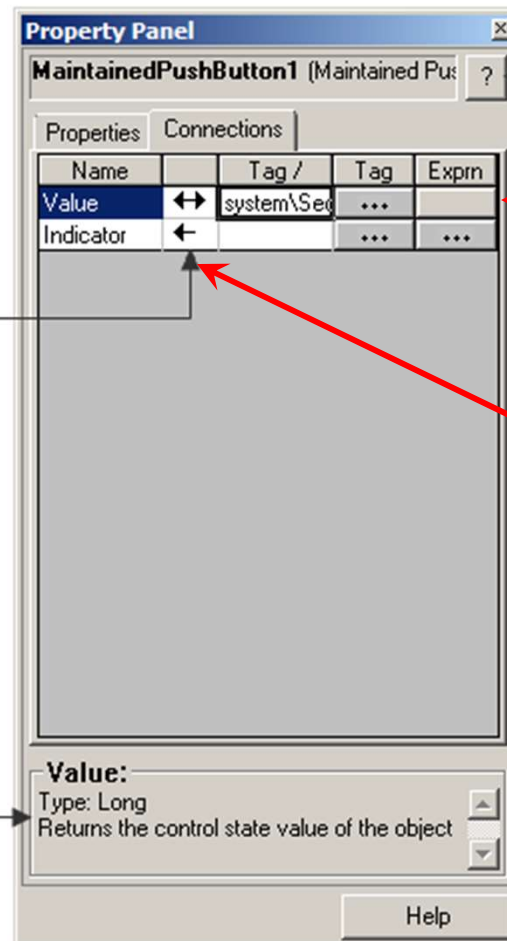 Property Panel
MaintainedPushButton1 (Maintained Pus ?
Properties Connections
Name Tag / Tag Exprn
Value ↔ system\Sec ... 
Indicator ← ... ...
Value:
Type: Long
Returns the control state value of the object
Help